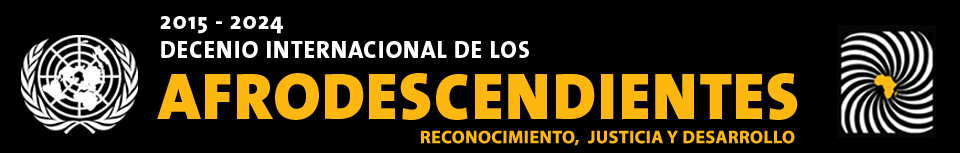 2015 - 2024
DECENIO INTERNACIONAL DE LOS
AFRODESCENDIENTES
RECONOCIMIENTO, JUSTICIA Y DESARROLLO